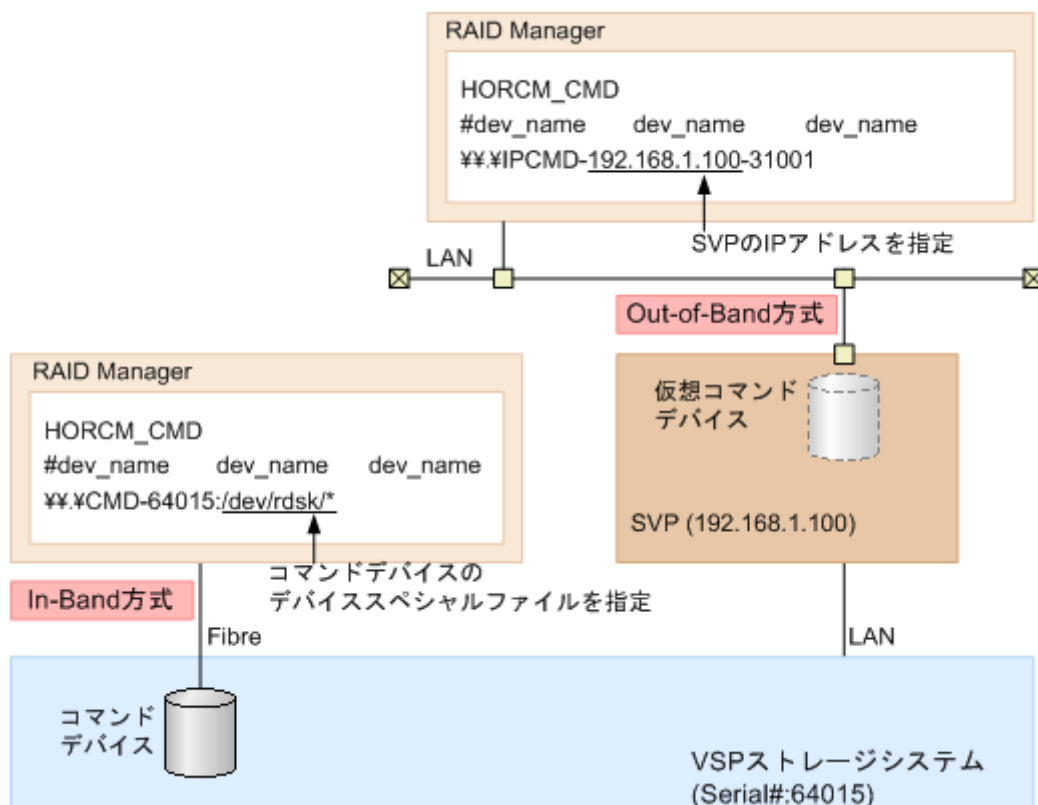 RAID Manager
HORCM_CMD
#dev_name dev_name dev_name
¥¥.¥IPCMD-192.168.1.100-31001
SVPのIPアドレスを指定
LAN
Out-of-Band方式
RAID Manager
HORCM_CMD
#dev_name dev_name dev_name
¥¥.¥CMD-64015:/dev/rdsk/*
コマンドデバイスの
デバイススペシャルファイルを指定
In-Band方式
Fibre
仮想コマンド
デバイス
SVP (192.168.1.100)
LAN
コマンド
デバイス
VSPストレージシステム
(Serial#:64015)